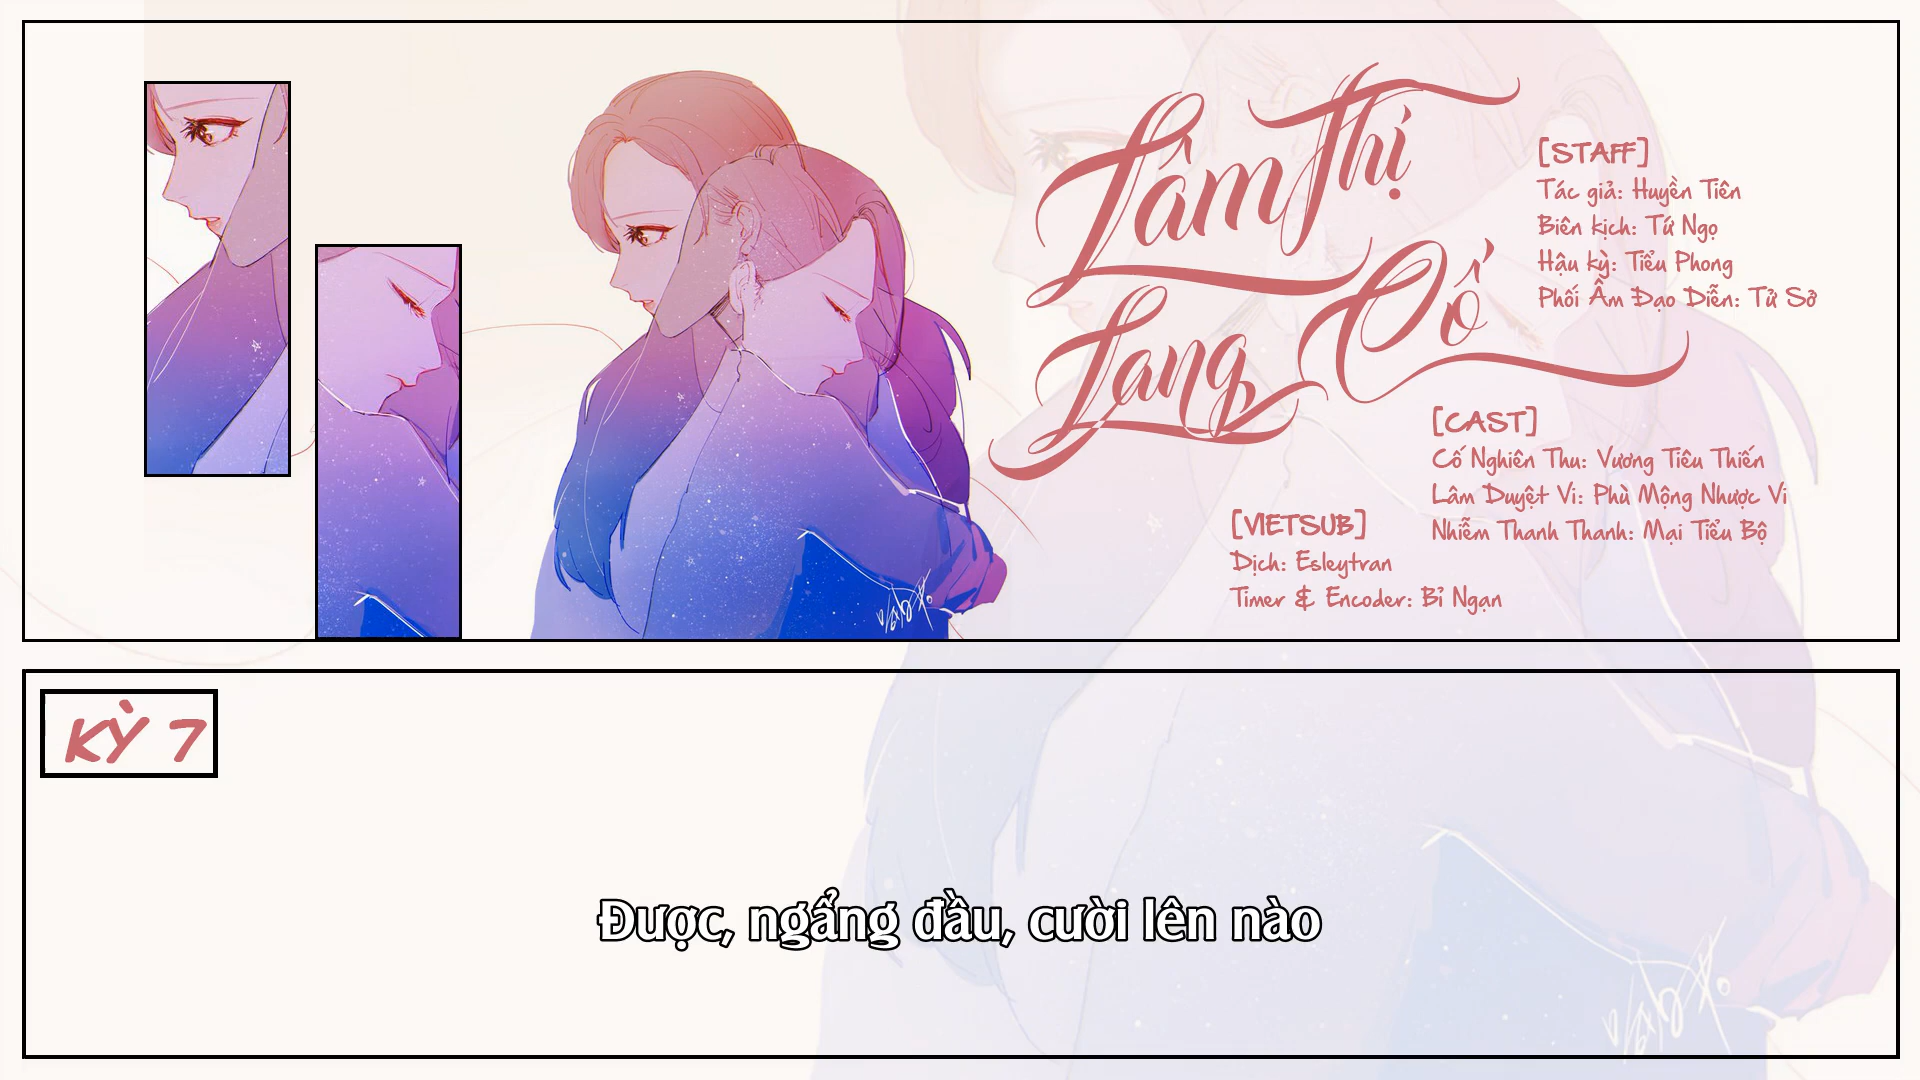 Lâm Thị
Lang Cố
[STAFF]
Tác giả: Huyền Tiên
Biên kịch: Tứ Ngọ
Hậu kỳ: Tiểu Phong
Phối Âm Đạo Diễn: Tử Sở
[CAST]
Cố Nghiên Thu: Vương Tiêu Thiến
Lâm Duyệt Vi: Phù Mộng Nhược Vi
Nhiễm Thanh Thanh: Mại Tiểu Bộ
[VIETSUB]
Dịch: Esleytran
Timer & Encoder: Bỉ Ngạn
KỲ 7
Được, ngẩng đầu, cười lên nào